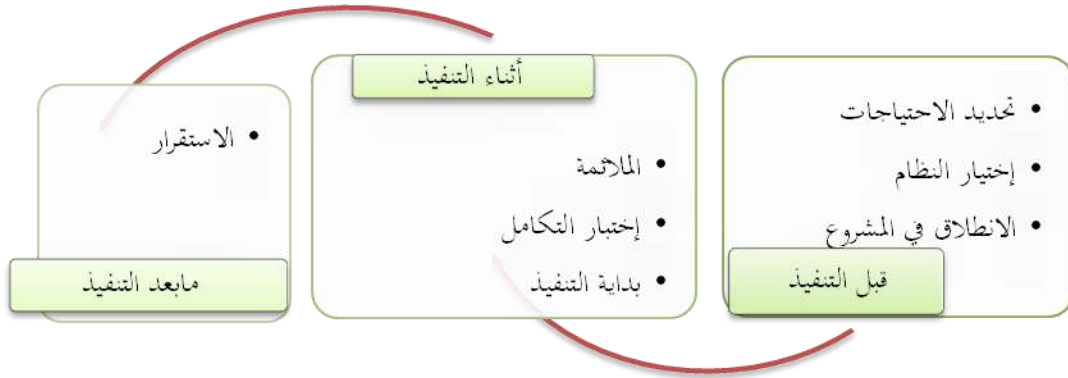 تحديد الاحتياجات
إختيار النظام
الانطلاق في المشروع
قبل التنفيذ
أثناء التنفيذ
الملائمة
إختبار التكامل
بداية التنفيذ
الاستقرار
مابعد التنفيذ